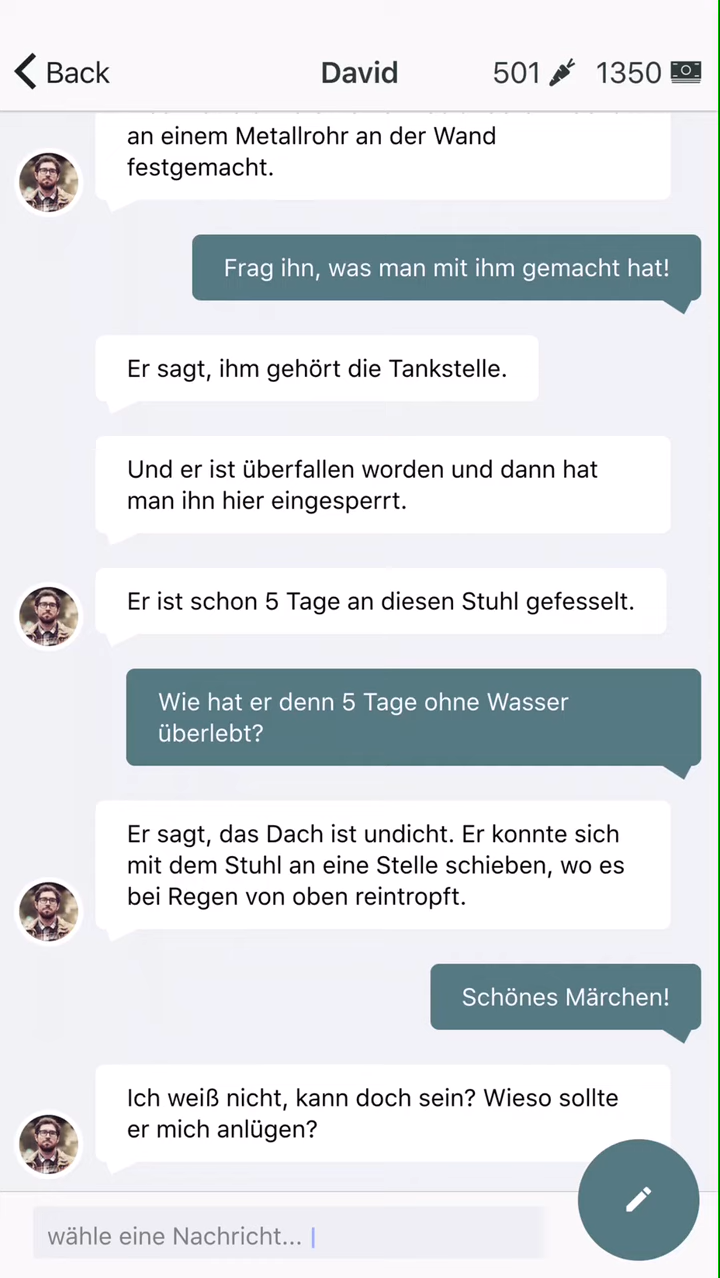 Back
David
501
1350
an einem Metallrohr an der Wand
festgemacht.
Frag ihn, was man mit ihm gemacht hat!
Er sagt, ihm gehört die Tankstelle.
Und er ist überfallen worden und dann hat
man ihn hier eingesperrt.
Er ist schon 5 Tage an diesen Stuhl gefesselt.
Wie hat er denn 5 Tage ohne Wasser
überlebt?
Er sagt, das Dach ist undicht. Er konnte sich
mit dem Stuhl an eine Stelle schieben, wo es
bei Regen von oben reintropft.
Schönes Märchen!
Ich weiß nicht, kann doch sein? Wieso sollte
er mich anlügen?
wähle eine Nachricht...